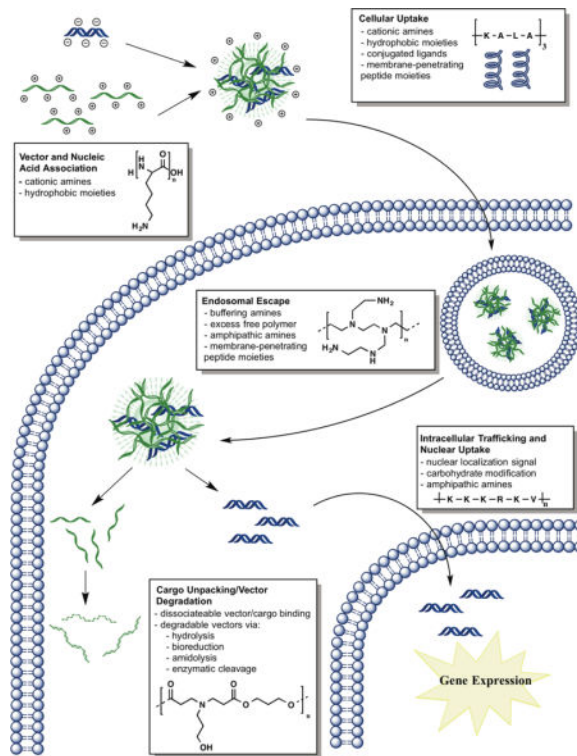 Cellular Uptake
- cationic amines
- hydrophobic moieties
- conjugated ligands
- membrane-penetrating
peptide moieties
K - A - L - A
3
Vector and Nucleic
Acid Association
- cationic amines
- hydrophobic moieties
H
N
O
OH
n
H₂N
Endosomal Escape
- buffering amines
- excess free polymer
- amphipathic amines
- membrane-penetrating
peptide moieties
NH₂
N
N
n
H₂N
NH
Intracellular Trafficking and
Nuclear Uptake
- nuclear localization signal
- carbohydrate modification
- amphipathic amines
K - K - K - R - K - V
n
Cargo Unpacking/Vector
Degradation
- dissociateable vector/cargo binding
- degradable vectors via:
- hydrolysis
- bioreduction
- amidolysis
- enzymatic cleavage
O
O
N
O
O
n
OH
Gene Expression